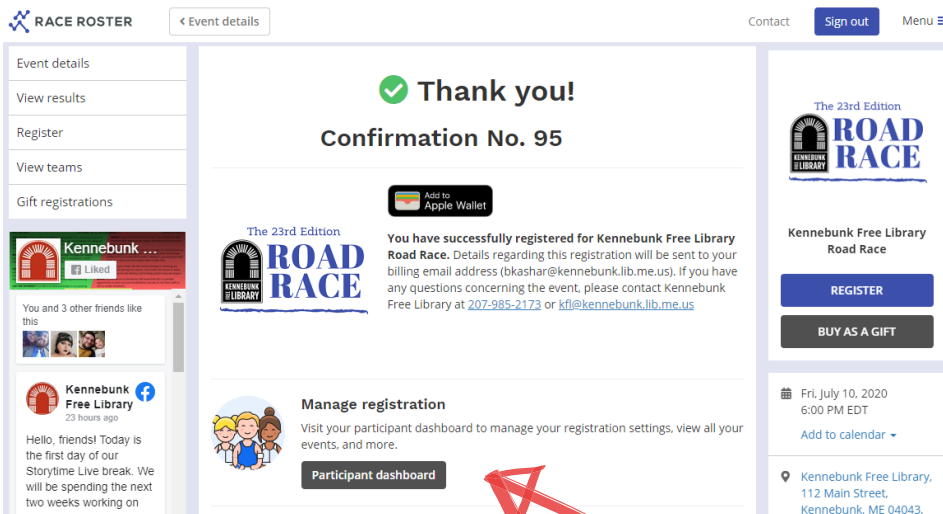 RACE ROSTER
Event details
Contact
Sign out
Menu
Event details
View results
Register
View teams
Gift registrations
Kennebunk ...
Liked
You and 3 other friends like
this
Kennebunk
Free Library
23 hours ago
Hello, friends! Today is
the first day of our
Storytime Live break. We
will be spending the next
two weeks working on
Thank you!
Confirmation No. 95
Add to
Apple Wallet
The 23rd Edition
ROAD
RACE
KENNEBUNK
FREE LIBRARY
You have successfully registered for Kennebunk Free Library
Road Race. Details regarding this registration will be sent to your
billing email address (bkashar@kennebunk.lib.me.us). If you have
any questions concerning the event, please contact Kennebunk
Free Library at 207-985-2173 or kfl@kennebunk.lib.me.us
Manage registration
Visit your participant dashboard to manage your registration settings, view all your
events, and more.
Participant dashboard
The 23rd Edition
ROAD
RACE
KENNEBUNK
FREE LIBRARY
Kennebunk Free Library
Road Race
REGISTER
BUY AS A GIFT
Fri, July 10, 2020
6:00 PM EDT
Add to calendar
Kennebunk Free Library,
112 Main Street,
Kennebunk, ME 04043,